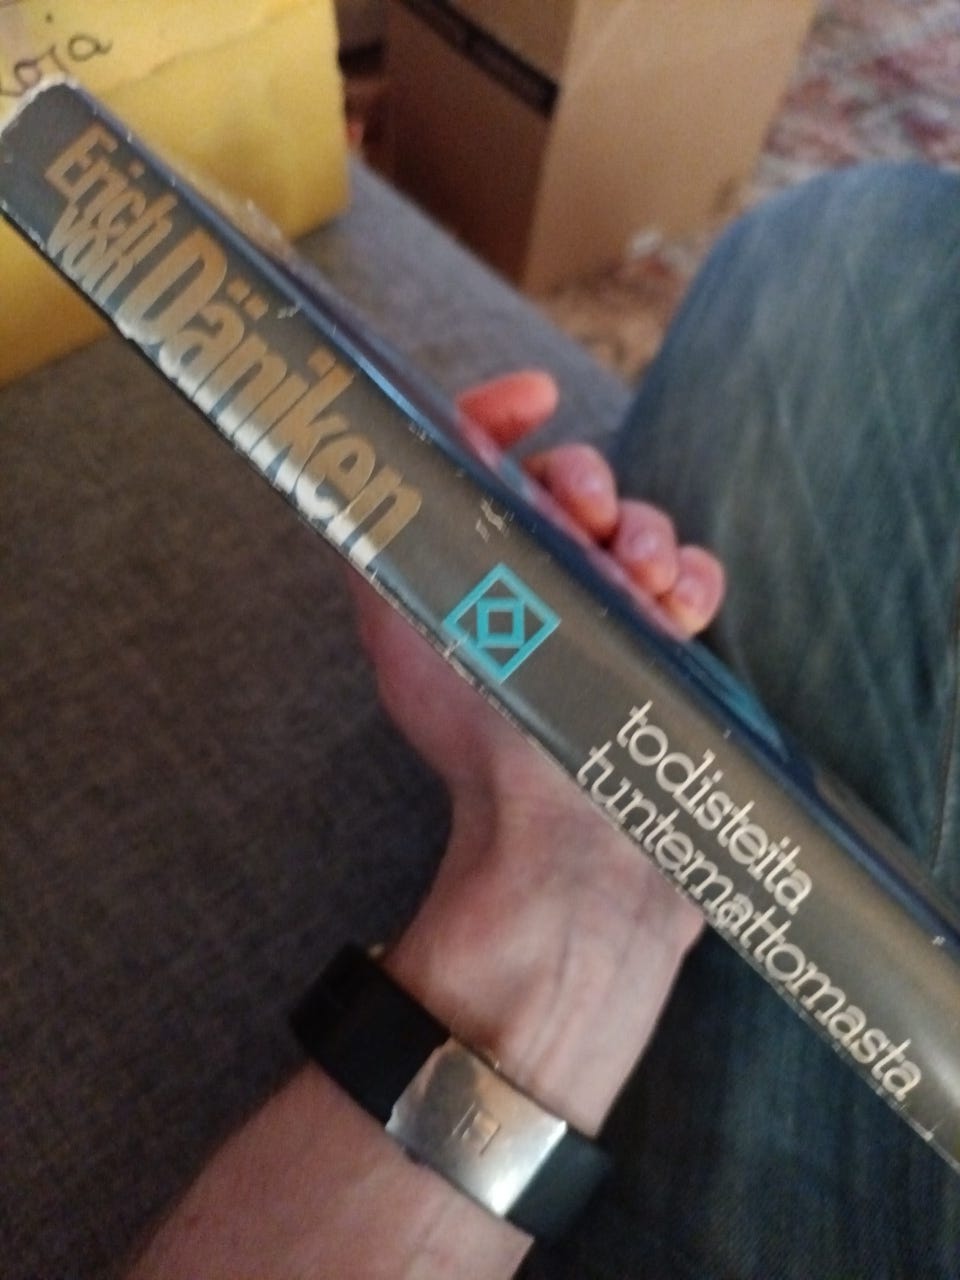 Erich
von Däniken
todisteita
tuntemattomasta